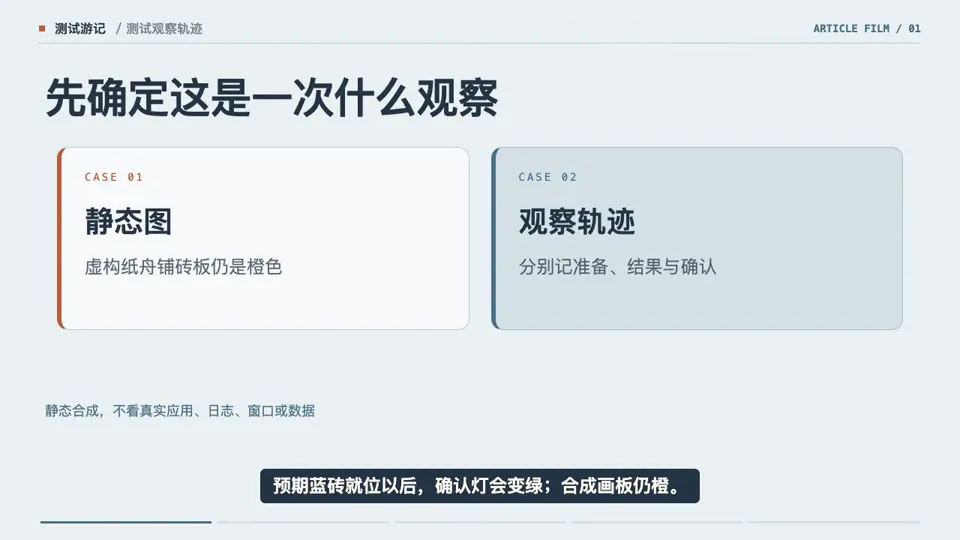 测试游记 / 测试观察轨迹
ARTICLE FILM / 01
先确定这是一次什么观察
CASE 01
静态图
虚构纸舟铺砖板仍是橙色
CASE 02
观察轨迹
分别记准备、结果与确认
静态合成，不看真实应用、日志、窗口或数据
预期蓝砖就位以后，确认灯会变绿；合成画板仍橙。